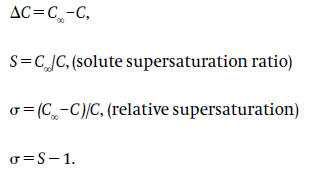 ΔC=C∞−C,
S=C∞/C, (solute supersaturation ratio)
σ=(C∞−C)/C, (relative supersaturation)
σ=S−1.